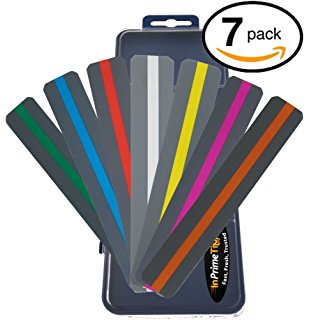 7 pack
InPrimeTime
Fast, Fresh, Trusted